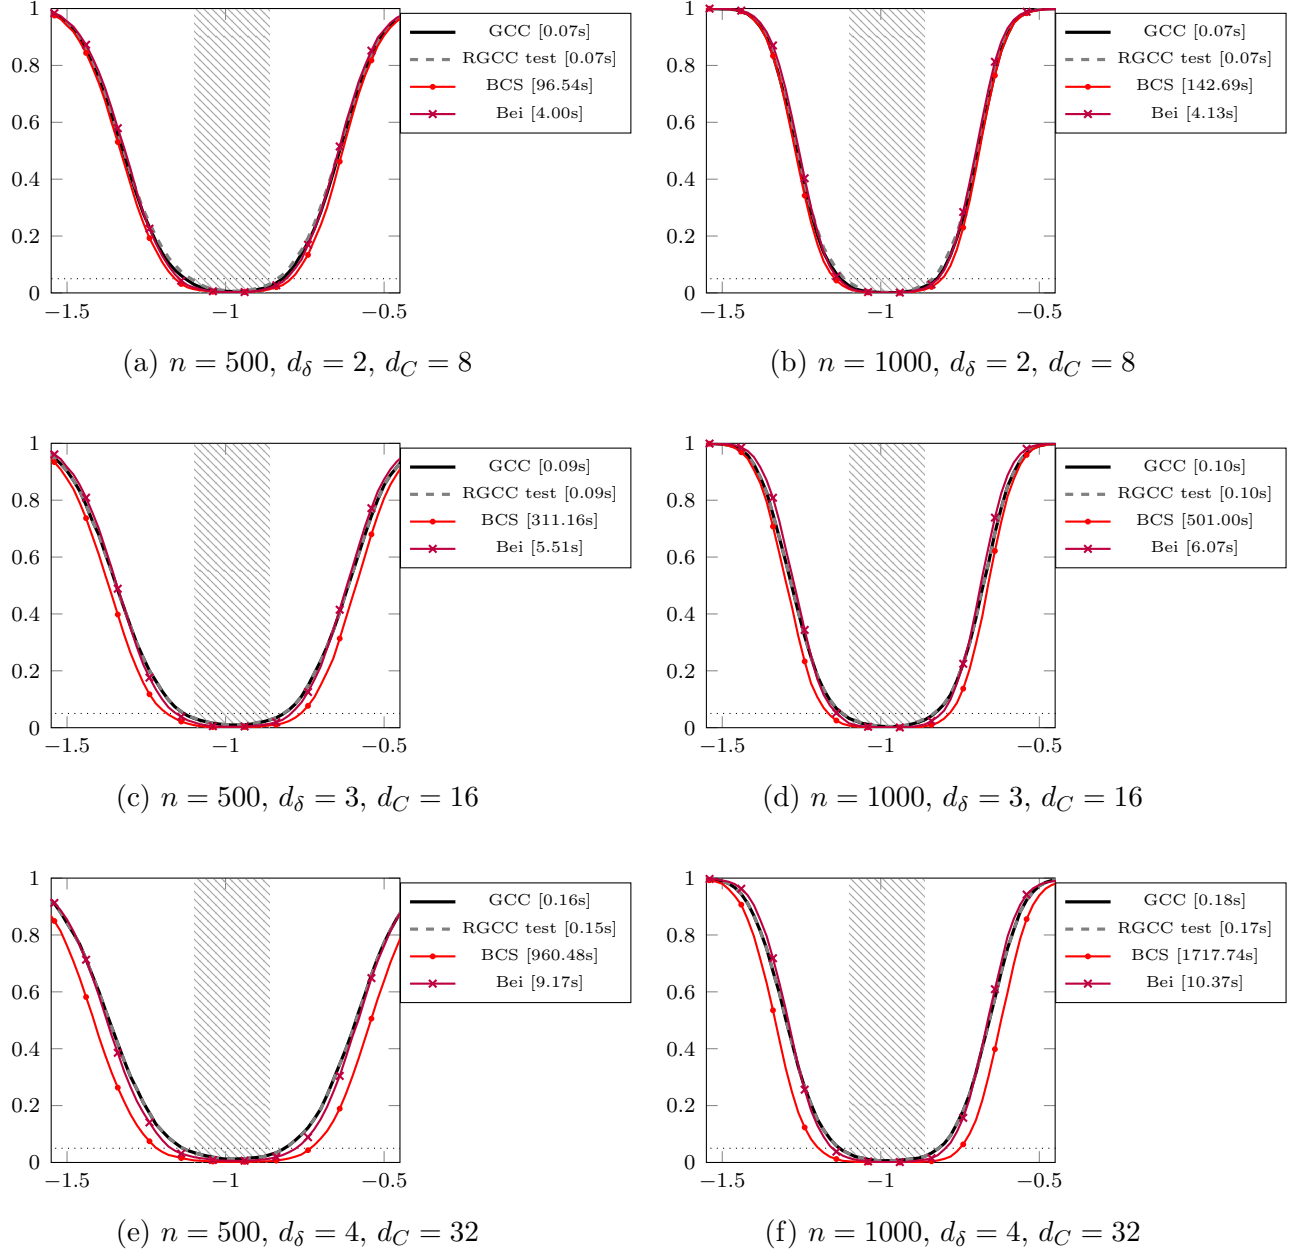 1
0.8
0.6
0.4
0.2
0
−1.5
−1
−0.5
GCC [0.07s]
RGCC test [0.07s]
BCS [96.54s]
Bei [4.00s]
(a) n = 500, dδ = 2, dC = 8
1
0.8
0.6
0.4
0.2
0
−1.5
−1
−0.5
GCC [0.07s]
RGCC test [0.07s]
BCS [142.69s]
Bei [4.13s]
(b) n = 1000, dδ = 2, dC = 8
1
0.8
0.6
0.4
0.2
0
−1.5
−1
−0.5
GCC [0.09s]
RGCC test [0.09s]
BCS [311.16s]
Bei [5.51s]
(c) n = 500, dδ = 3, dC = 16
1
0.8
0.6
0.4
0.2
0
−1.5
−1
−0.5
GCC [0.10s]
RGCC test [0.10s]
BCS [501.00s]
Bei [6.07s]
(d) n = 1000, dδ = 3, dC = 16
1
0.8
0.6
0.4
0.2
0
−1.5
−1
−0.5
GCC [0.16s]
RGCC test [0.15s]
BCS [960.48s]
Bei [9.17s]
(e) n = 500, dδ = 4, dC = 32
1
0.8
0.6
0.4
0.2
0
−1.5
−1
−0.5
GCC [0.18s]
RGCC test [0.17s]
BCS [1717.74s]
Bei [10.37s]
(f) n = 1000, dδ = 4, dC = 32